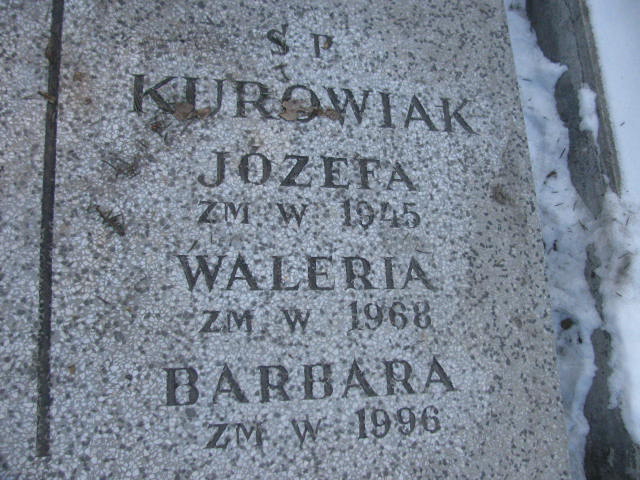 Ś P
KUROWIAK
JÓZEFA
ZM W 1945
WALERIA
ZM W 1968
BARBARA
ZM W 1996